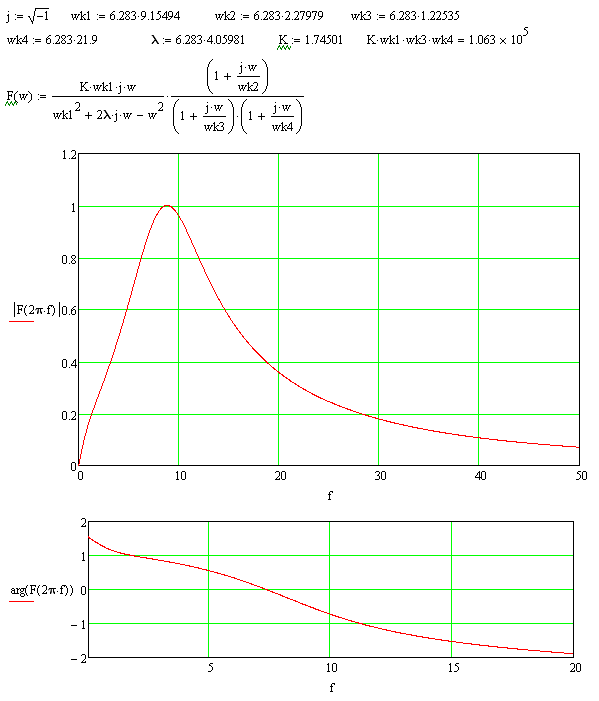 j := √−1 wk1 := 6.283·9.15494 wk2 := 6.283·2.27979 wk3 := 6.283·1.22535
wk4 := 6.283·21.9 λ := 6.283·4.05981 K := 1.74501 K·wk1·wk3·wk4 = 1.063 × 10^5
F(w) := (K·wk1·j·w)/(wk1^2 + 2λ·j·w − w^2) · (1 + j·w/wk2)/((1 + j·w/wk3)·(1 + j·w/wk4))
1.2
1
0.8
|F(2π·f)| 0.6
0.4
0.2
0
0 10 20 30 40 50
f
2
1
arg(F(2π·f)) 0
−1
−2
5 10 15 20
f